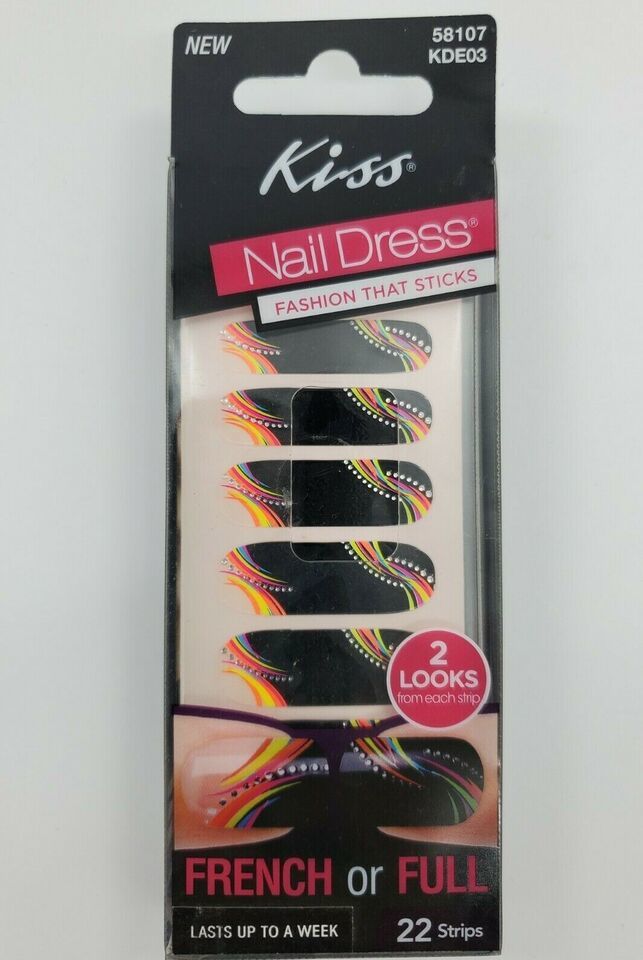 NEW
58107
KDE03
Kiss®
Nail Dress®
FASHION THAT STICKS
2
LOOKS
from each strip
FRENCH or FULL
LASTS UP TO A WEEK
22 Strips